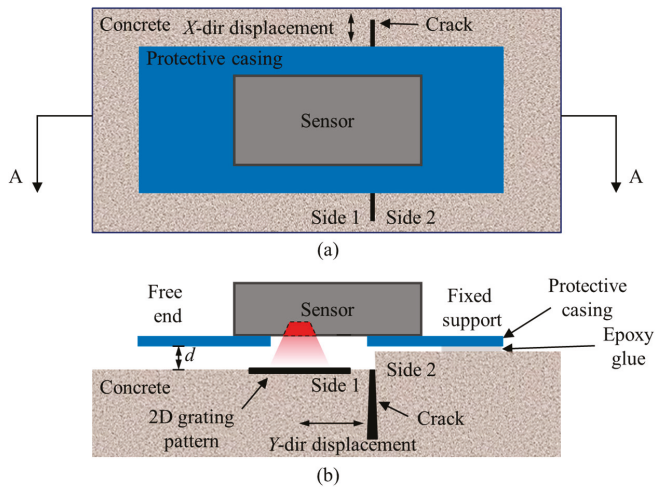 Concrete
X-dir displacement
Crack
Protective casing
Sensor
A
A
Side 1
Side 2
(a)
Free
end
Sensor
Fixed
support
Protective
casing
Epoxy
glue
d
Concrete
Side 1
Side 2
2D grating
pattern
Crack
Y-dir displacement
(b)